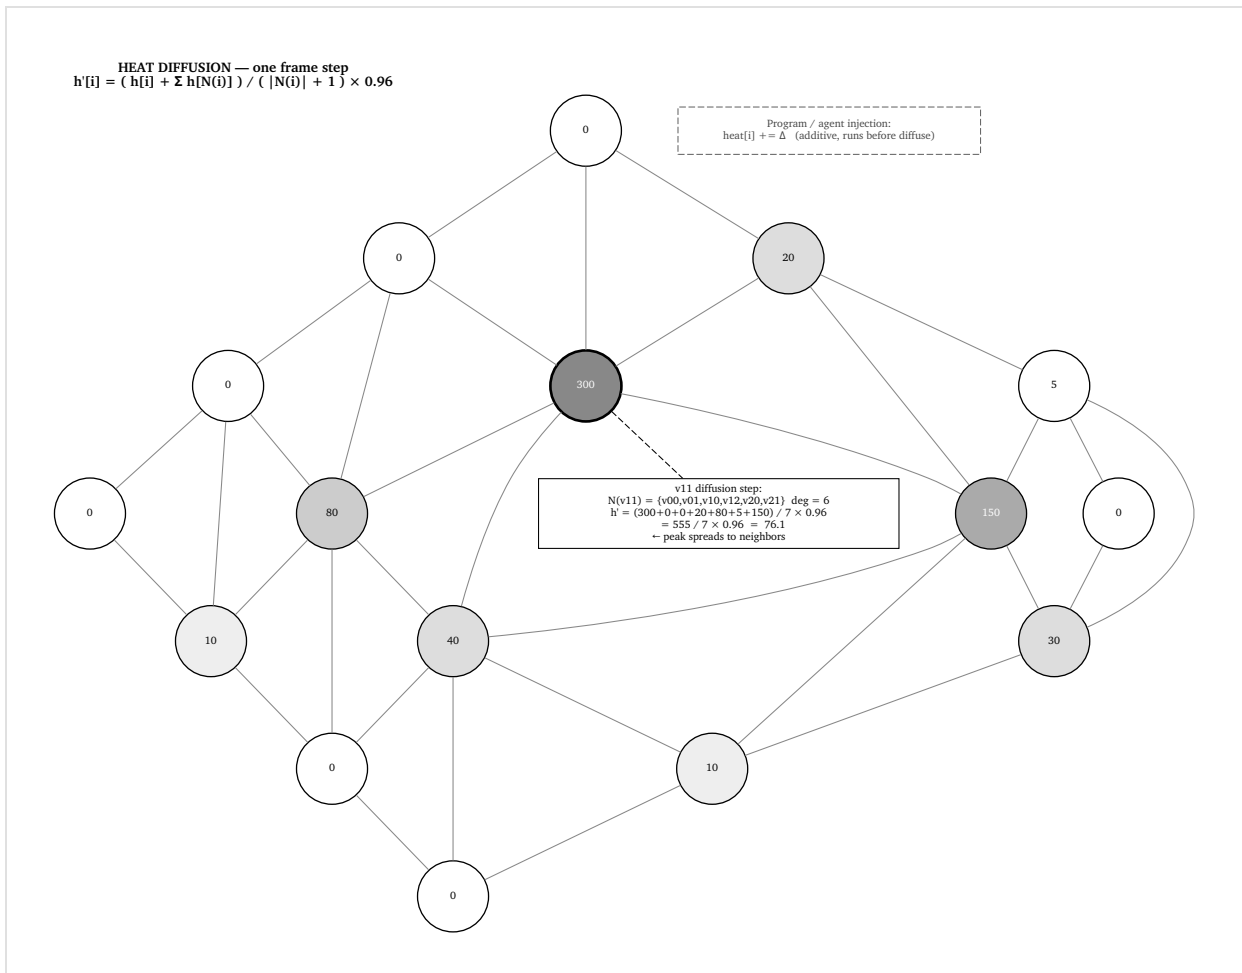 HEAT DIFFUSION — one frame step
h'[i] = ( h[i] + Σ h[N(i)] ) / ( |N(i)| + 1 ) × 0.96
0
Program / agent injection:
heat[i] += Δ   (additive, runs before diffuse)
0
20
0
300
5
0
80
v11 diffusion step:
N(v11) = {v00,v01,v10,v12,v20,v21}  deg = 6
h' = (300+0+0+20+80+5+150) / 7 × 0.96
= 555 / 7 × 0.96  =  76.1
← peak spreads to neighbors
150
0
10
40
30
0
10
0